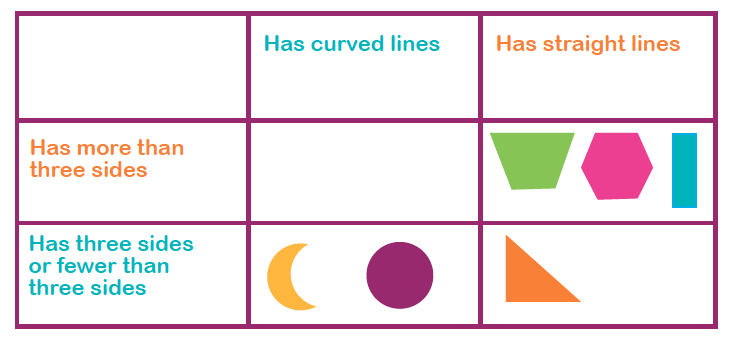 Has curved lines
Has straight lines
Has more than
three sides
Has three sides
or fewer than
three sides